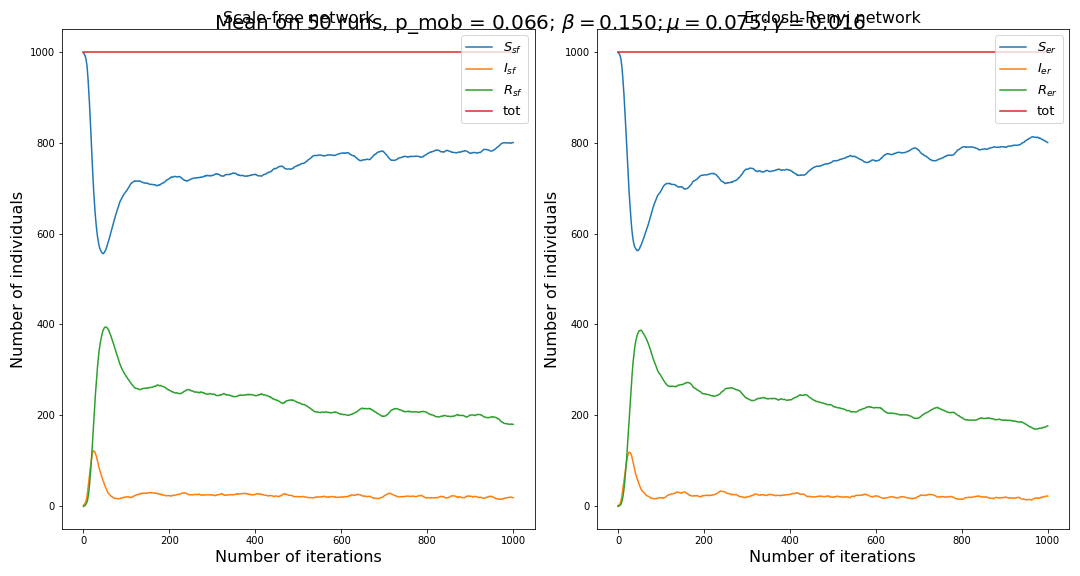 Mean on 50 runs, p_mob = 0.066; β = 0.150; μ = 0.075; γ = 0.016
Scale-free network
Number of individuals
1000
800
600
400
200
0
S_sf
I_sf
R_sf
tot
0 200 400 600 800 1000
Number of iterations
Erdosh-Renyi network
Number of individuals
1000
800
600
400
200
0
S_er
I_er
R_er
tot
0 200 400 600 800 1000
Number of iterations